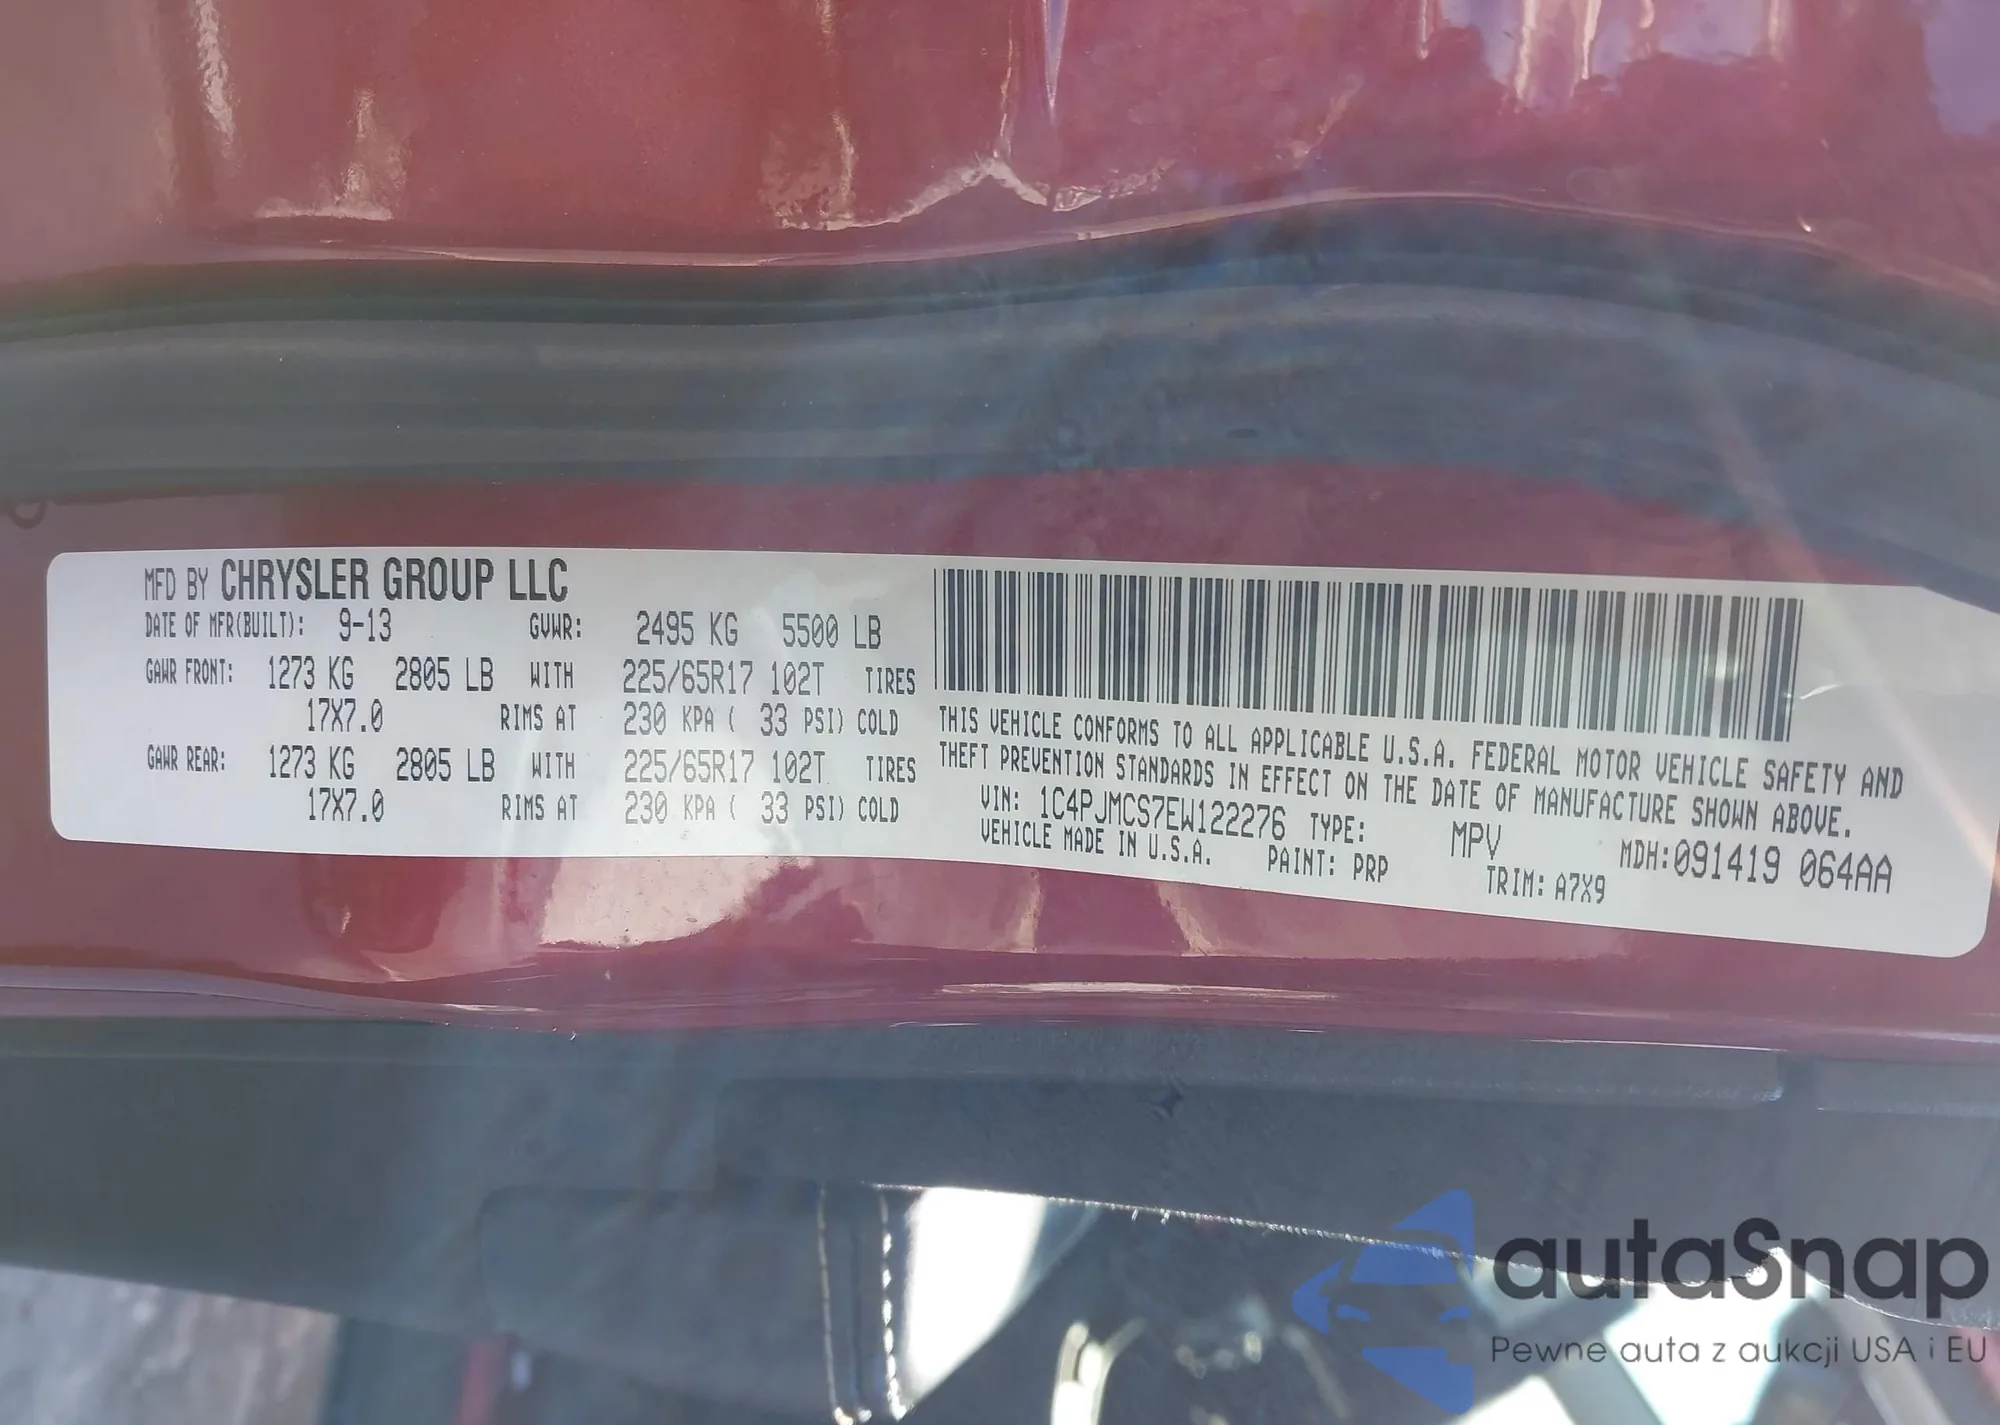 MFD BY CHRYSLER GROUP LLC
DATE OF MFR(BUILT): 9-13 GVWR: 2495 KG 5500 LB
GAWR FRONT: 1273 KG 2805 LB WITH 225/65R17 102T TIRES
17X7.0 RIMS AT 230 KPA ( 33 PSI) COLD
GAWR REAR: 1273 KG 2805 LB WITH 225/65R17 102T TIRES
17X7.0 RIMS AT 230 KPA ( 33 PSI) COLD
THIS VEHICLE CONFORMS TO ALL APPLICABLE U.S.A. FEDERAL MOTOR VEHICLE SAFETY AND
THEFT PREVENTION STANDARDS IN EFFECT ON THE DATE OF MANUFACTURE SHOWN ABOVE.
VIN: 1C4PJMCS7EW122276 TYPE: MPV MDH:091419 064AA
VEHICLE MADE IN U.S.A. PAINT: PRP TRIM: A7X9
autaSnap
Pewne auta z aukcji USA i EU